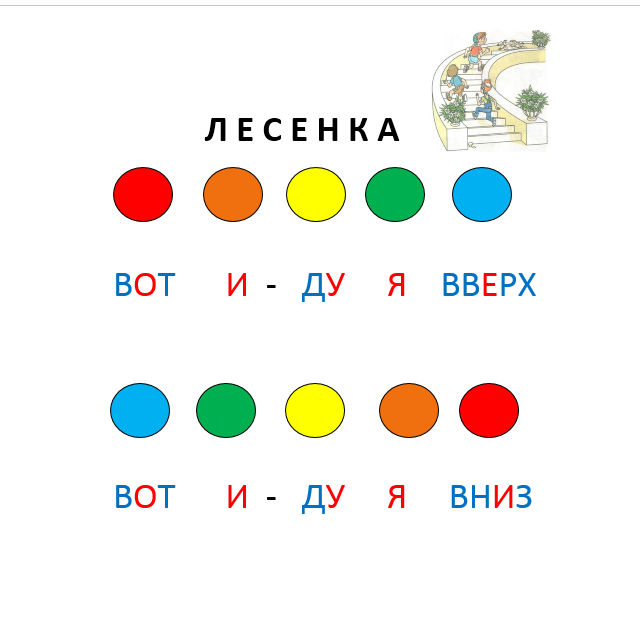 ЛЕСЕНКА
ВОТ И - ДУ Я ВВЕРХ
ВОТ И - ДУ Я ВНИЗ